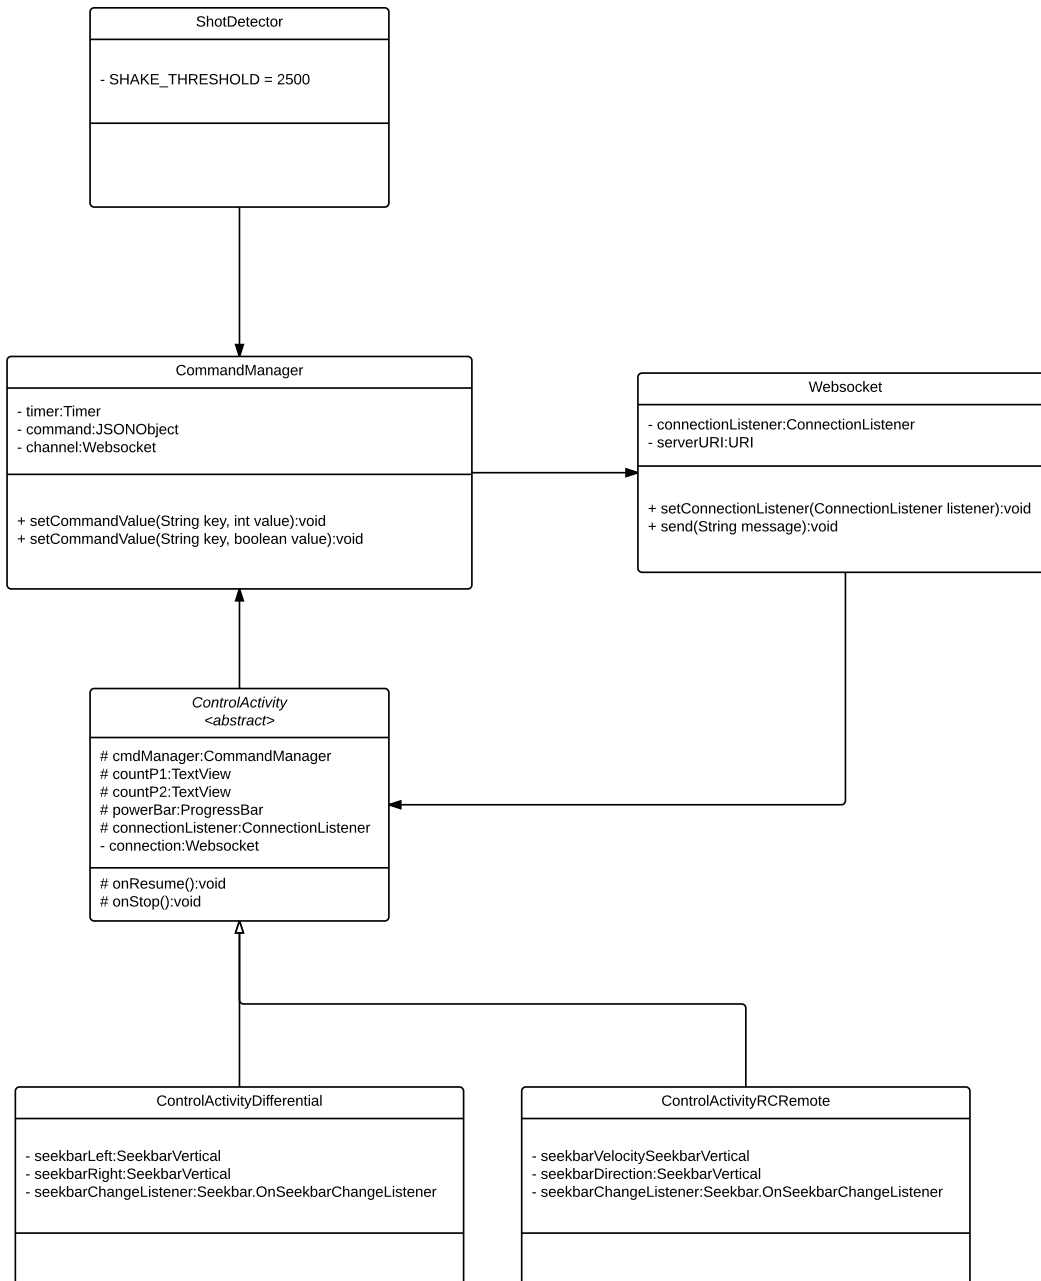 ShotDetector
- SHAKE_THRESHOLD = 2500
CommandManager
- timer:Timer
- command:JSONObject
- channel:Websocket
+ setCommandValue(String key, int value):void
+ setCommandValue(String key, boolean value):void
Websocket
- connectionListener:ConnectionListener
- serverURI:URI
+ setConnectionListener(ConnectionListener listener):void
+ send(String message):void
ControlActivity
<abstract>
# cmdManager:CommandManager
# countP1:TextView
# countP2:TextView
# powerBar:ProgressBar
# connectionListener:ConnectionListener
- connection:Websocket
# onResume():void
# onStop():void
ControlActivityDifferential
- seekbarLeft:SeekbarVertical
- seekbarRight:SeekbarVertical
- seekbarChangeListener:Seekbar.OnSeekbarChangeListener
ControlActivityRCRemote
- seekbarVelocitySeekbarVertical
- seekbarDirection:SeekbarVertical
- seekbarChangeListener:Seekbar.OnSeekbarChangeListener